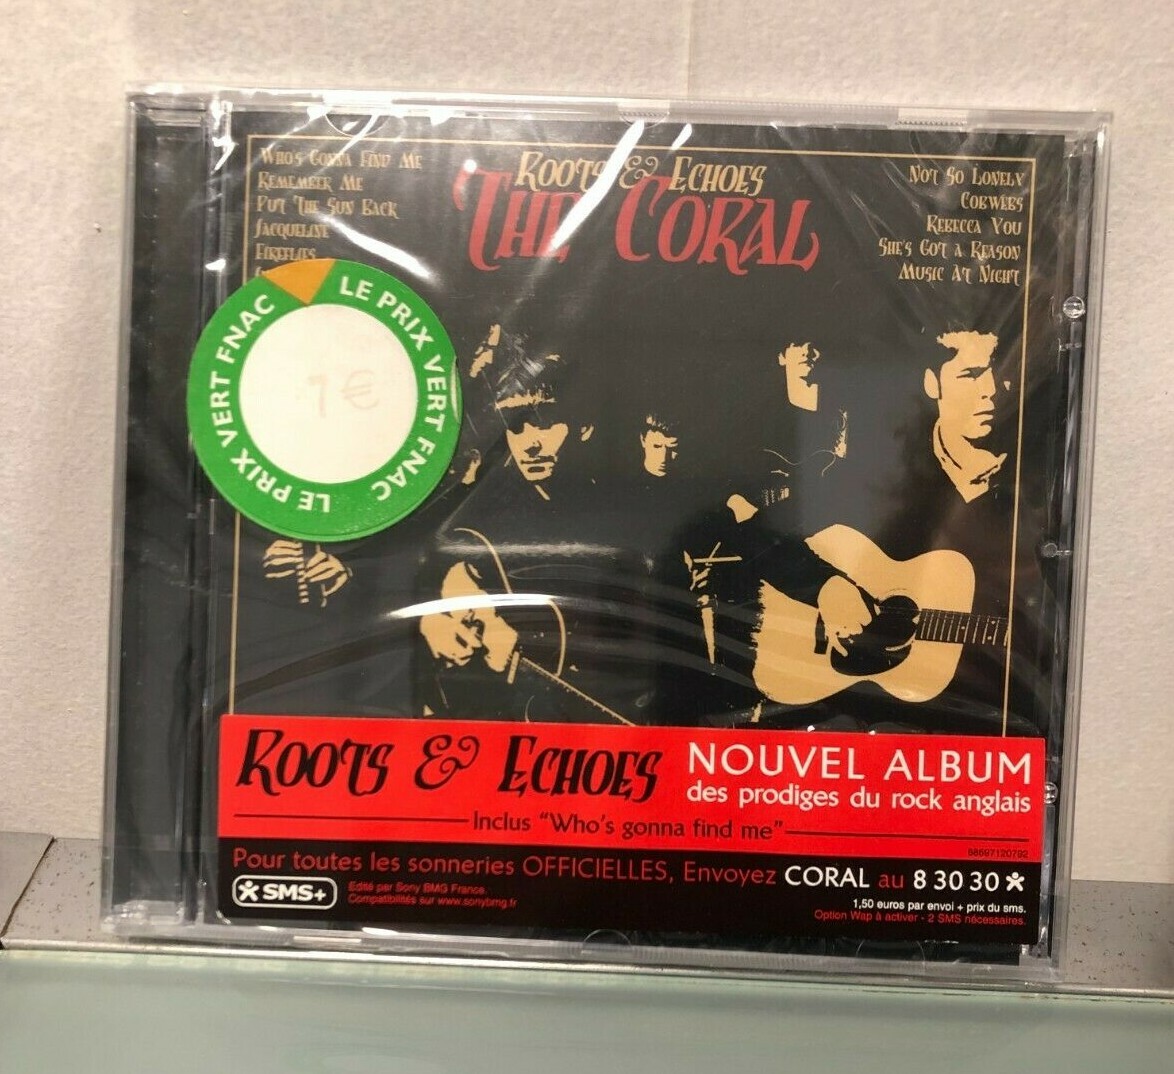 Who's Gonna Find Me
Remember Me
Put The Sun Back
Jacqueline
Fireflies
Roots & Echoes
The Coral
Not So Lonely
Cobwebs
Rebecca You
She's Got A Reason
Music At Night
LE PRIX VERT FNAC
LE PRIX VERT FNAC
1€
Roots & Echoes
NOUVEL ALBUM
des prodiges du rock anglais
Inclus "Who's gonna find me"
88697120792
Pour toutes les sonneries OFFICIELLES, Envoyez CORAL au 8 30 30
SMS+
Edité par Sony BMG France.
Compatibilités sur www.sonybmg.fr
1,50 euros par envoi + prix du sms.
Option Wap à activer - 2 SMS nécessaires.